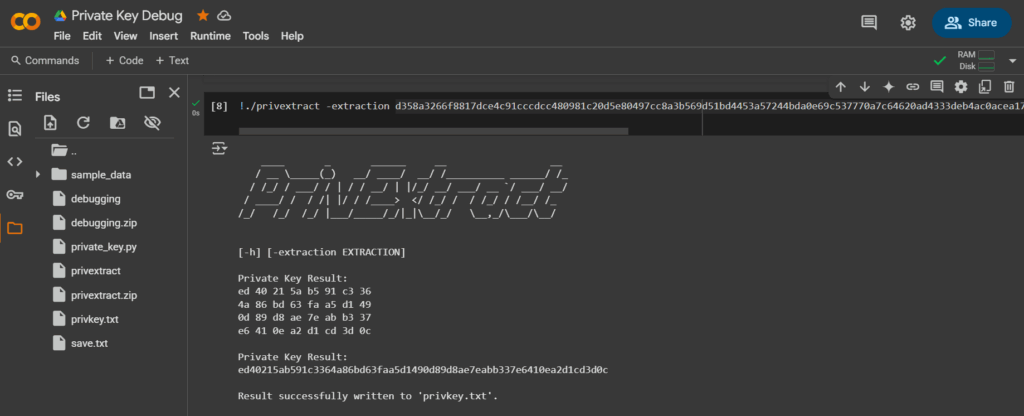 Private Key Debug
File Edit View Insert Runtime Tools Help
Share
Commands + Code + Text
RAM
Disk
Files
..
sample_data
debugging
debugging.zip
private_key.py
privextract
privextract.zip
privkey.txt
save.txt
[8] !./privextract -extraction d358a3266f8817dce4c91cccdcc480981c20d5e80497cc8a3b569d51bd4453a57244bda0e69c537770a7c64620ad4333deb4ac0acea17
0s
PrivExtract
[-h] [-extraction EXTRACTION]
Private Key Result:
ed 40 21 5a b5 91 c3 36
4a 86 bd 63 fa a5 d1 49
0d 89 d8 ae 7e ab b3 37
e6 41 0e a2 d1 cd 3d 0c
Private Key Result:
ed40215ab591c3364a86bd63faa5d1490d89d8ae7eabb337e6410ea2d1cd3d0c
Result successfully written to 'privkey.txt'.